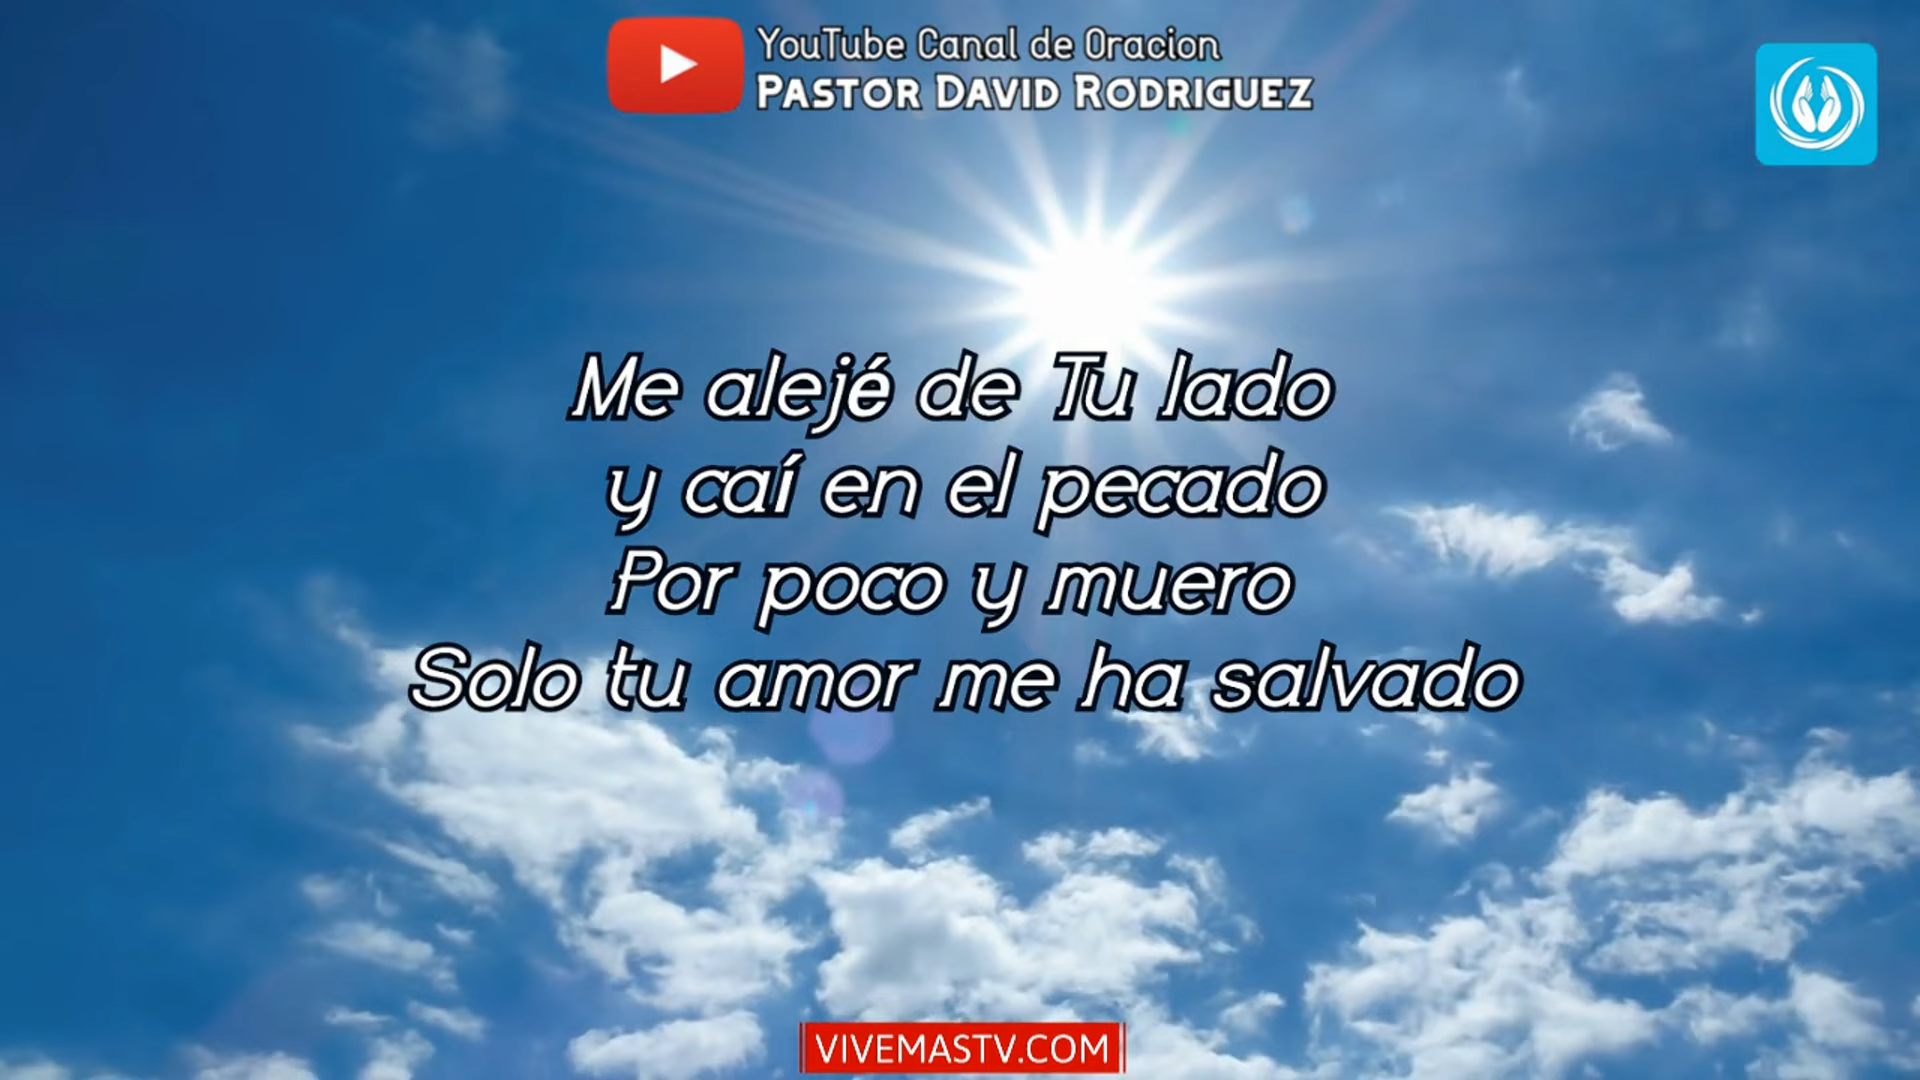 YouTube Canal de Oracion
PASTOR DAVID RODRIGUEZ
Me alejé de Tu lado
y caí en el pecado
Por poco y muero
Solo tu amor me ha salvado
VIVEMASTV.COM